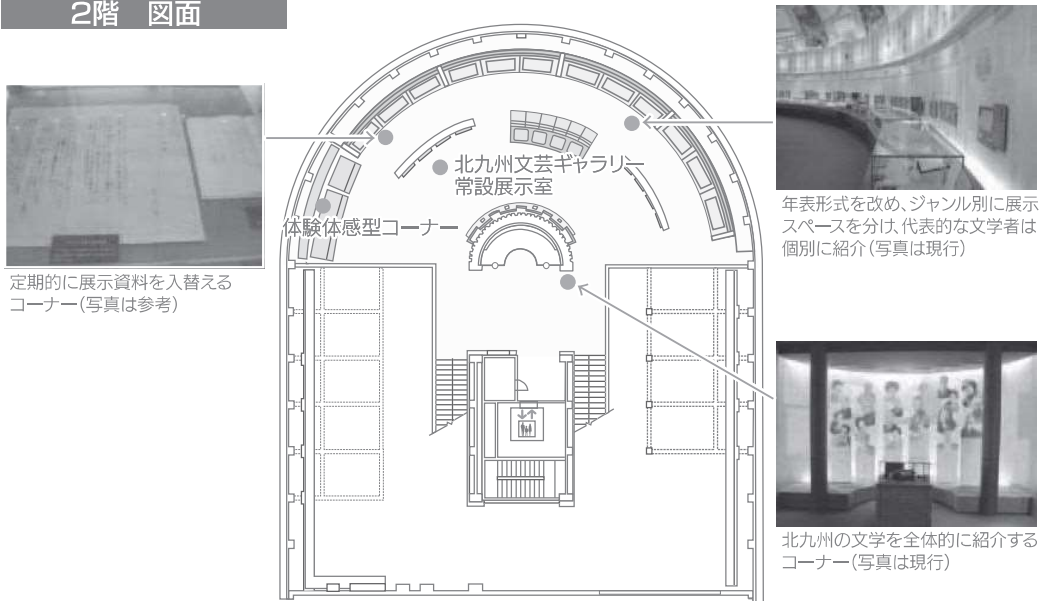 2階 図面
定期的に展示資料を入替える
コーナー(写真は参考)
北九州文芸ギャラリー
常設展示室
体験体感型コーナー
年表形式を改め、ジャンル別に展示
スペースを分け、代表的な文学者は
個別に紹介(写真は現行)
北九州の文学を全体的に紹介する
コーナー(写真は現行)